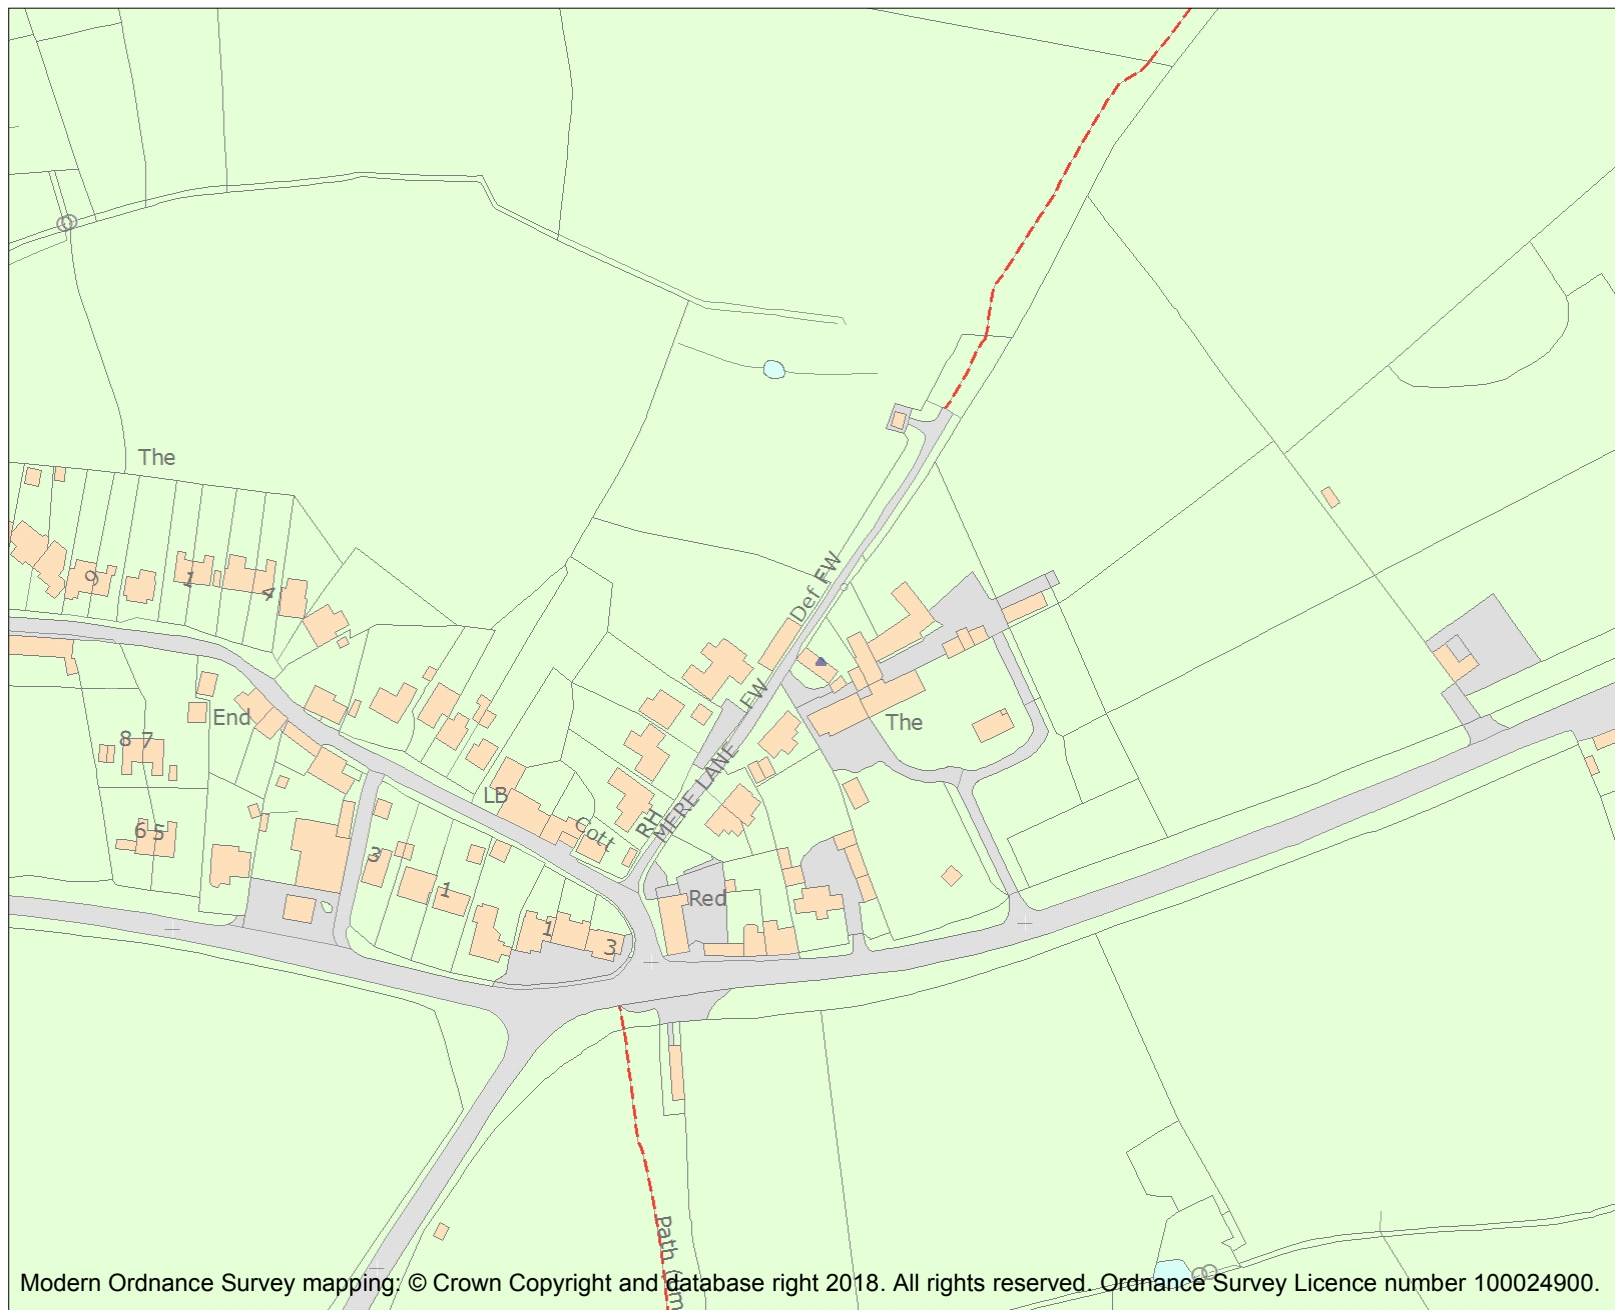 The
Def FW
9
1
4
FW
End
The
8 7
MERE LANE
LB
RH
6 5
Cott
3
1
Red
1
3
Path (um
Modern Ordnance Survey mapping: © Crown Copyright and database right 2018. All rights reserved. Ordnance Survey Licence number 100024900.